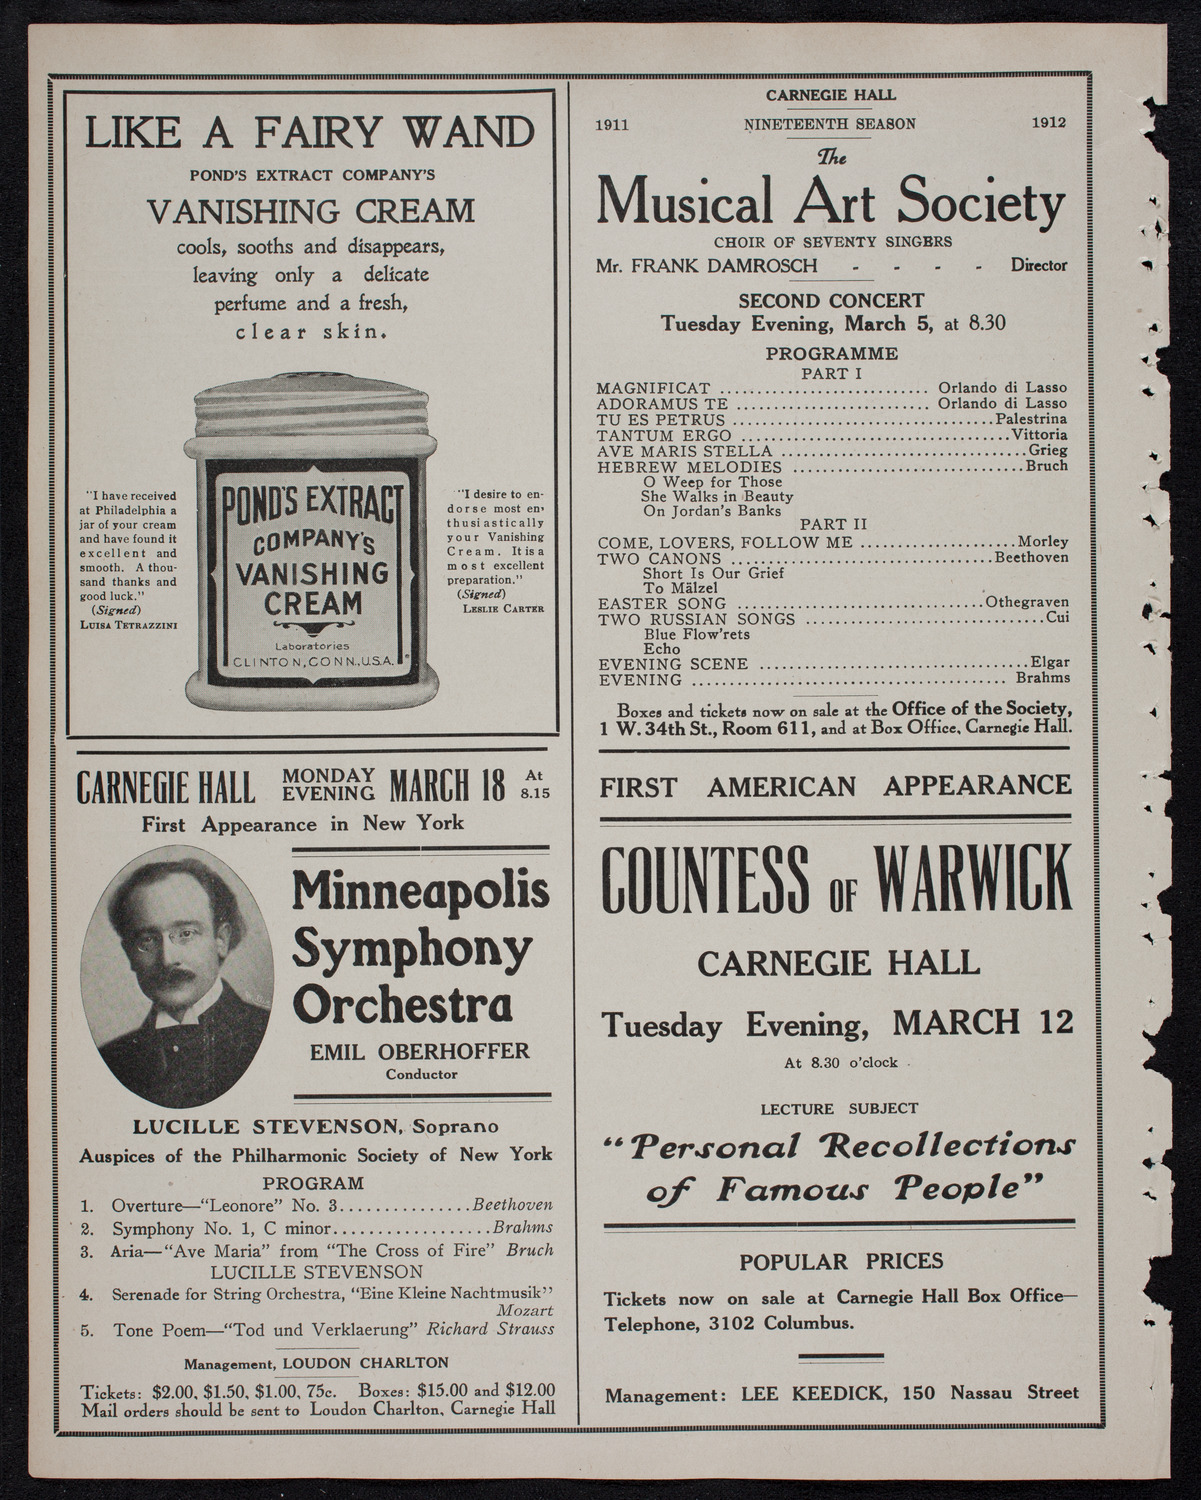 LIKE A FAIRY WAND
POND'S EXTRACT COMPANY'S
VANISHING CREAM
cools, sooths and disappears,
leaving only a delicate
perfume and a fresh,
clear skin.
"I have received
at Philadelphia a
jar of your cream
and have found it
excellent and
smooth. A thou-
sand thanks and
good luck."
(Signed)
LUISA TETRAZZINI
POND'S EXTRACT
COMPANY'S
VANISHING
CREAM
Laboratories
CLINTON, CONN., U.S.A.
"I desire to en-
dorse most en-
thusiastically
your Vanishing
Cream. It is a
most excellent
preparation."
(Signed)
LESLIE CARTER
CARNEGIE HALL MONDAY EVENING MARCH 18 At 8.15
First Appearance in New York
Minneapolis
Symphony
Orchestra
EMIL OBERHOFFER
Conductor
LUCILLE STEVENSON, Soprano
Auspices of the Philharmonic Society of New York
PROGRAM
1. Overture—"Leonore" No. 3...............Beethoven
2. Symphony No. 1, C minor..................Brahms
3. Aria—"Ave Maria" from "The Cross of Fire" Bruch
LUCILLE STEVENSON
4. Serenade for String Orchestra, "Eine Kleine Nachtmusik"
Mozart
5. Tone Poem—"Tod und Verklaerung" Richard Strauss
Management, LOUDON CHARLTON
Tickets: $2.00, $1.50, $1.00, 75c. Boxes: $15.00 and $12.00
Mail orders should be sent to Loudon Charlton, Carnegie Hall
CARNEGIE HALL
1911 NINETEENTH SEASON 1912
The
Musical Art Society
CHOIR OF SEVENTY SINGERS
Mr. FRANK DAMROSCH - - - - Director
SECOND CONCERT
Tuesday Evening, March 5, at 8.30
PROGRAMME
PART I
MAGNIFICAT ........................... Orlando di Lasso
ADORAMUS TE ......................... Orlando di Lasso
TU ES PETRUS .................................Palestrina
TANTUM ERGO ..................................Vittoria
AVE MARIS STELLA ...............................Grieg
HEBREW MELODIES .............................Bruch
O Weep for Those
She Walks in Beauty
On Jordan's Banks
PART II
COME, LOVERS, FOLLOW ME ....................Morley
TWO CANONS .................................Beethoven
Short Is Our Grief
To Mälzel
EASTER SONG ................................Othegraven
TWO RUSSIAN SONGS ..............................Cui
Blue Flow'rets
Echo
EVENING SCENE ..................................Elgar
EVENING ........................................ Brahms
Boxes and tickets now on sale at the Office of the Society,
1 W. 34th St., Room 611, and at Box Office, Carnegie Hall.
FIRST AMERICAN APPEARANCE
COUNTESS OF WARWICK
CARNEGIE HALL
Tuesday Evening, MARCH 12
At 8.30 o'clock
LECTURE SUBJECT
"Personal Recollections
of Famous People"
POPULAR PRICES
Tickets now on sale at Carnegie Hall Box Office—
Telephone, 3102 Columbus.
Management: LEE KEEDICK, 150 Nassau Street